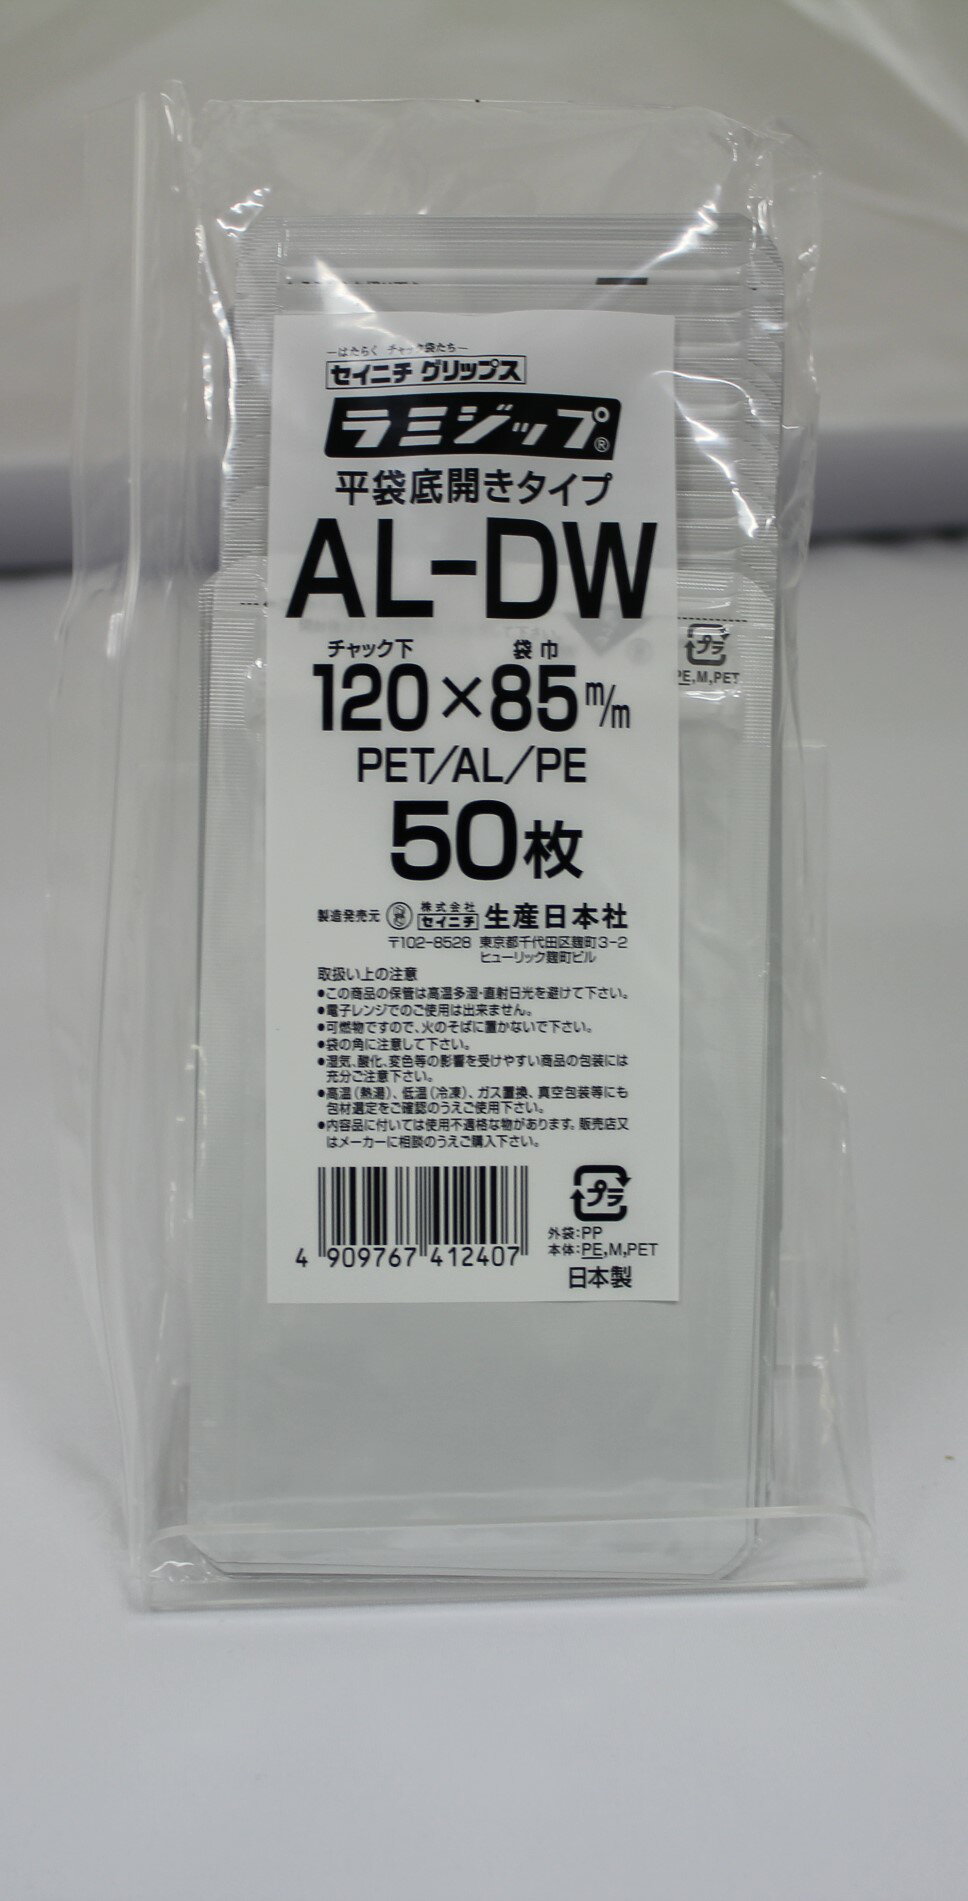 ―はたらく チャック袋たち―
セイニチ グリップス
ラミジップ®
平袋底開きタイプ
AL-DW
チャック下 袋巾
120×85m/m
プラ
PE,M,PET
PET/AL/PE
50枚
製造発売元 株式会社 セイニチ 生産日本社
〒102-8528 東京都千代田区麹町3-2
ヒューリック麹町ビル
取扱い上の注意
●この商品の保管は高温多湿・直射日光を避けて下さい。
●電子レンジでのご使用は出来ません。
●可燃物ですので、火のそばに置かないで下さい。
●袋の角に注意して下さい。
●湿気、酸化、変色等の影響を受けやすい商品の包装には
充分ご注意下さい。
●高温(熱湯)、低温(冷凍)、ガス置換、真空包装等にも
包材選定をご確認のうえご使用下さい。
●内容品に付いては使用不適格な物があります。販売店又
はメーカーに相談のうえご購入下さい。
4 909767 412407
プラ
外袋:PP
本体:PE,M,PET
日本製